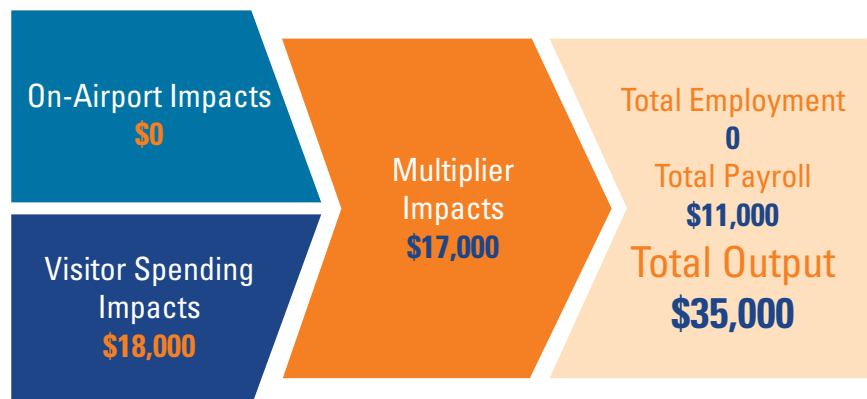 On-Airport Impacts
$0
Visitor Spending
Impacts
$18,000
Multiplier
Impacts
$17,000
Total Employment
0
Total Payroll
$11,000
Total Output
$35,000